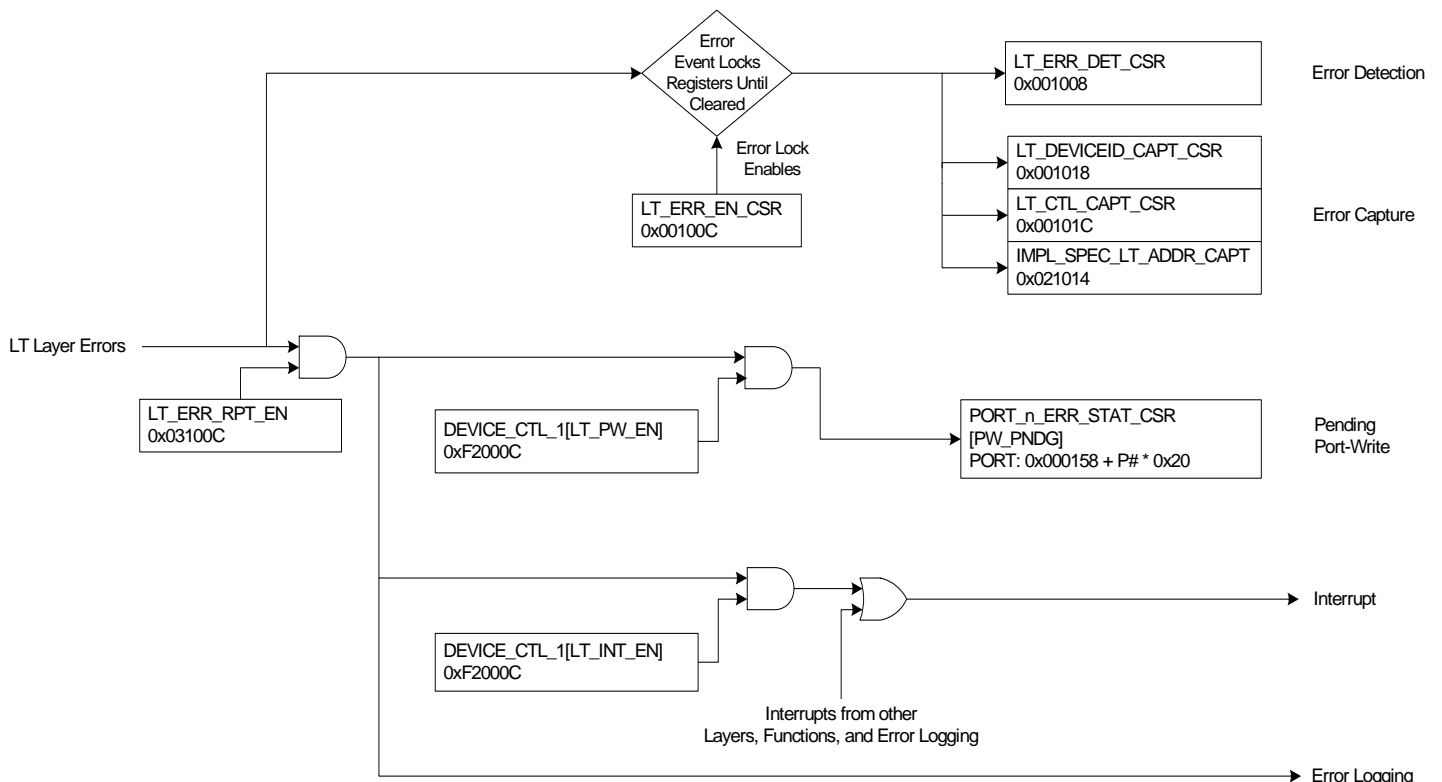 Error
Event Locks
Registers Until
Cleared
LT_ERR_DET_CSR
0x001008
Error Detection
Error Lock
Enables
LT_DEVICEID_CAPT_CSR
0x001018
LT_ERR_EN_CSR
0x00100C
LT_CTL_CAPT_CSR
0x00101C
Error Capture
IMPL_SPEC_LT_ADDR_CAPT
0x021014
LT Layer Errors
LT_ERR_RPT_EN
0x03100C
DEVICE_CTL_1[LT_PW_EN]
0xF2000C
PORT_n_ERR_STAT_CSR
[PW_PNDG]
PORT: 0x000158 + P# * 0x20
Pending
Port-Write
Interrupt
DEVICE_CTL_1[LT_INT_EN]
0xF2000C
Interrupts from other
Layers, Functions, and Error Logging
Error Logging